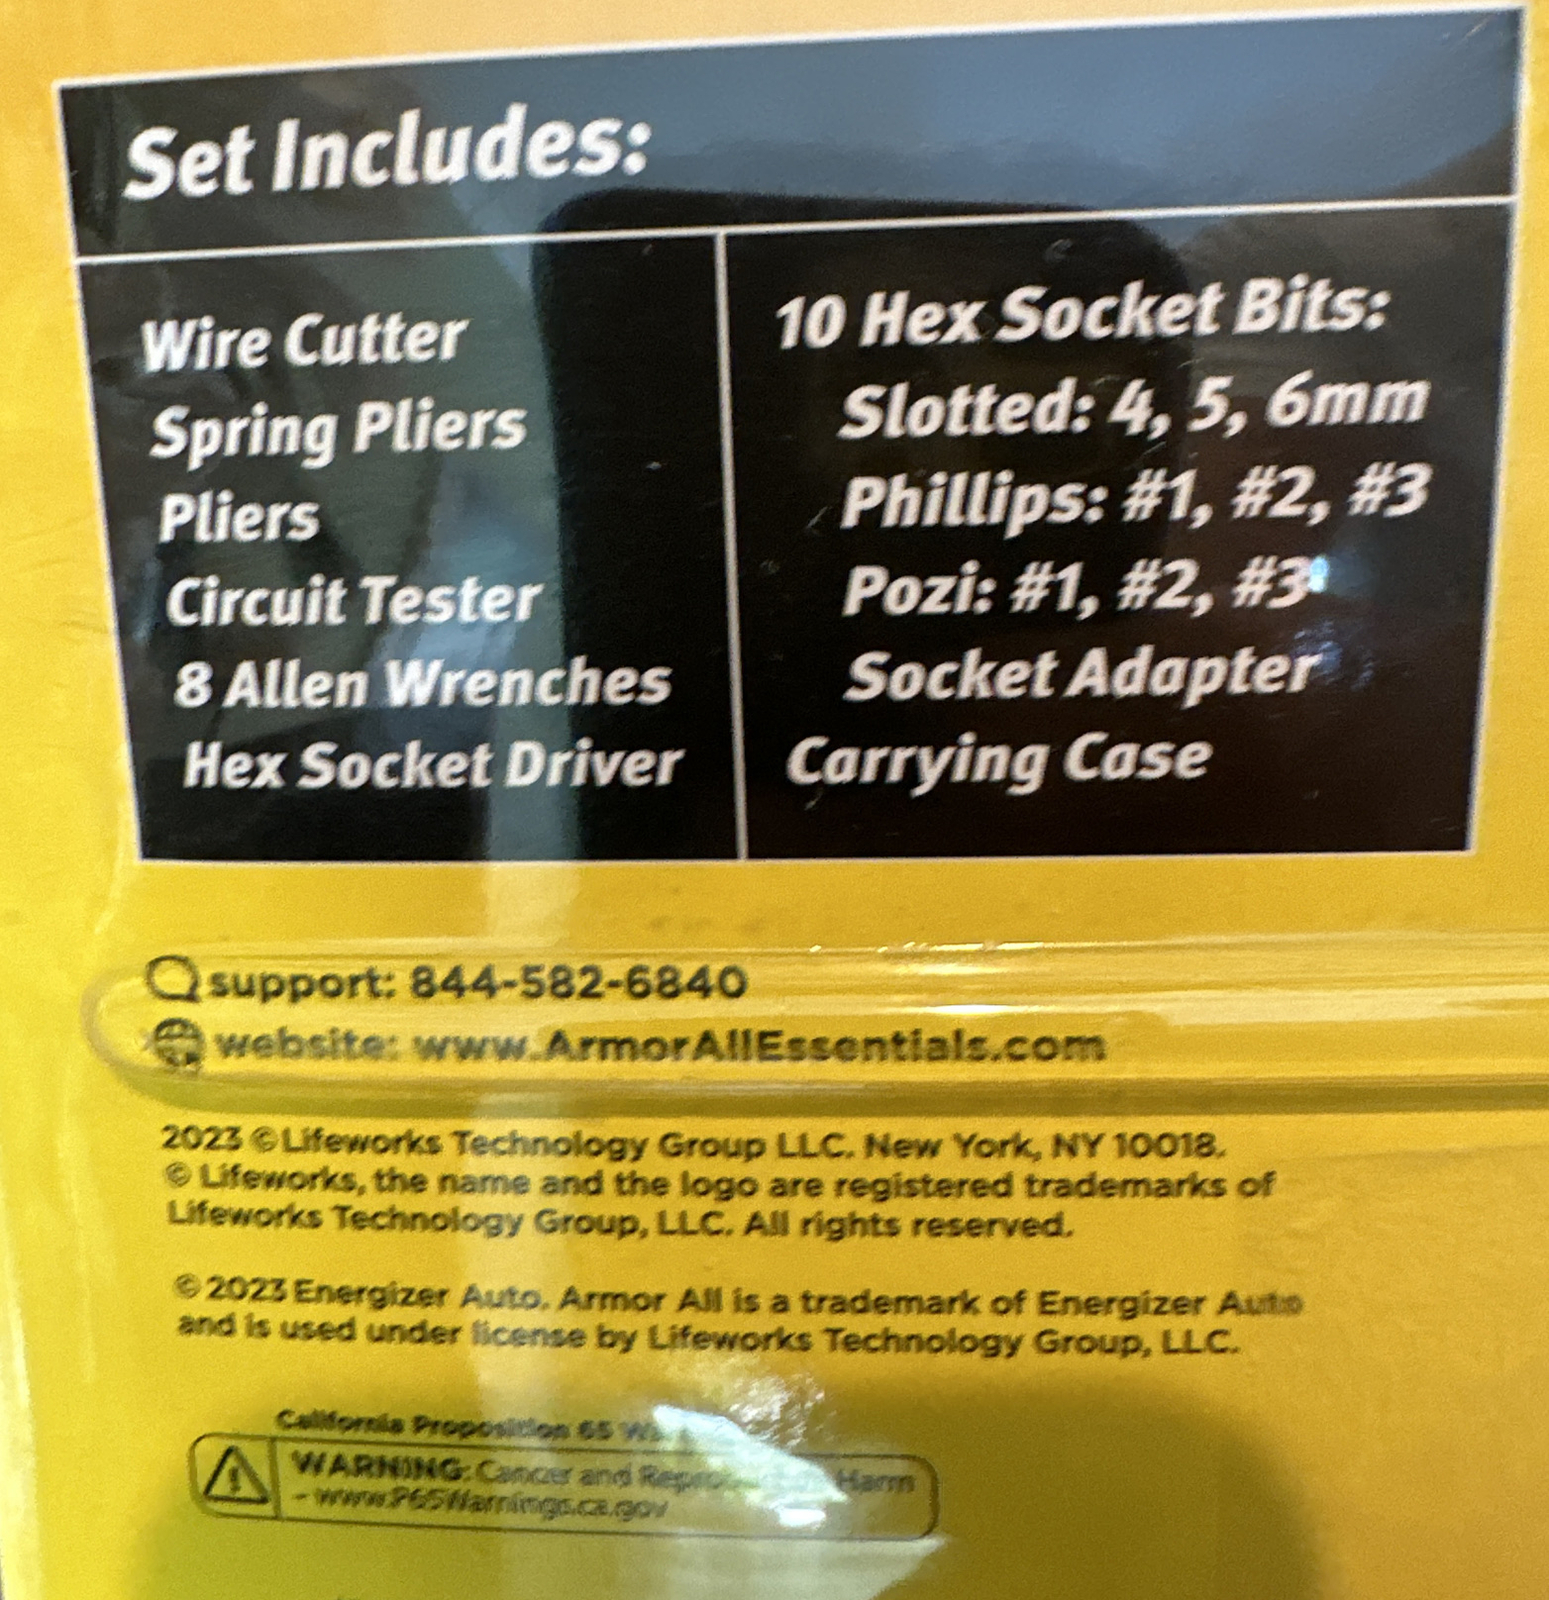 Set Includes:
Wire Cutter
Spring Pliers
Pliers
Circuit Tester
8 Allen Wrenches
Hex Socket Driver
10 Hex Socket Bits:
Slotted: 4, 5, 6mm
Phillips: #1, #2, #3
Pozi: #1, #2, #3
Socket Adapter
Carrying Case
support: 844-582-6840
website: www.ArmorAllEssentials.com
2023 © Lifeworks Technology Group LLC. New York, NY 10018.
© Lifeworks, the name and the logo are registered trademarks of
Lifeworks Technology Group, LLC. All rights reserved.
© 2023 Energizer Auto. Armor All is a trademark of Energizer Auto
and is used under license by Lifeworks Technology Group, LLC.
California Proposition 65
WARNING: Cancer and Harm
- www.P65Warnings.ca.gov